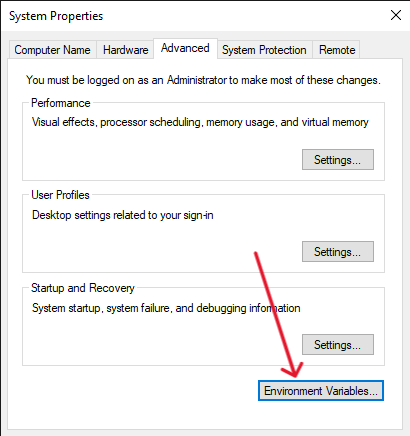 System Properties
Computer Name Hardware Advanced System Protection Remote
You must be logged on as an Administrator to make most of these changes.
Performance
Visual effects, processor scheduling, memory usage, and virtual memory
Settings...
User Profiles
Desktop settings related to your sign-in
Settings...
Startup and Recovery
System startup, system failure, and debugging information
Settings...
Environment Variables...